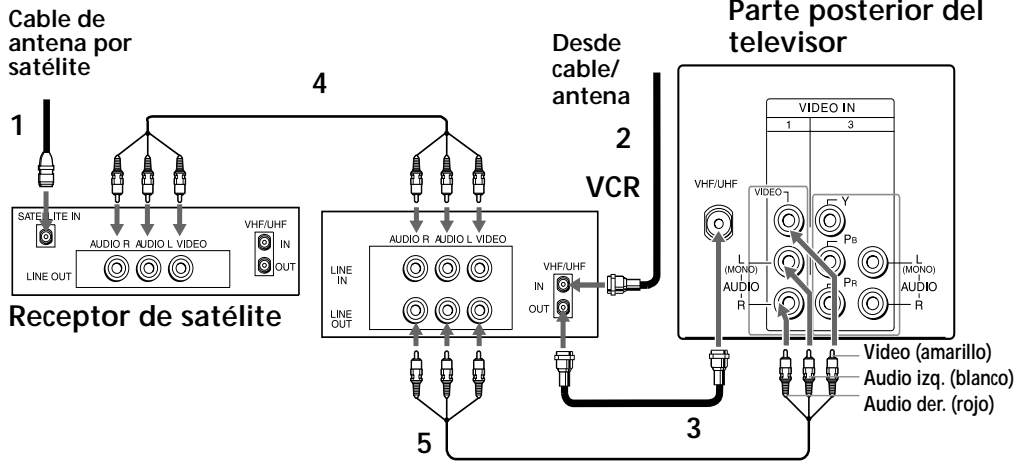 Cable de
antena por
satélite
1
4
Desde
cable/
antena
2
VCR
Parte posterior del
televisor
VIDEO IN
1
3
VHF/UHF
VIDEO
Y
PB
PR
L
(MONO)
AUDIO
R
L
(MONO)
AUDIO
R
SATELLITE IN
VHF/UHF
IN
OUT
AUDIO R AUDIO L VIDEO
LINE OUT
Receptor de satélite
AUDIO R AUDIO L VIDEO
LINE
IN
LINE
OUT
VHF/UHF
IN
OUT
Video (amarillo)
Audio izq. (blanco)
Audio der. (rojo)
3
5